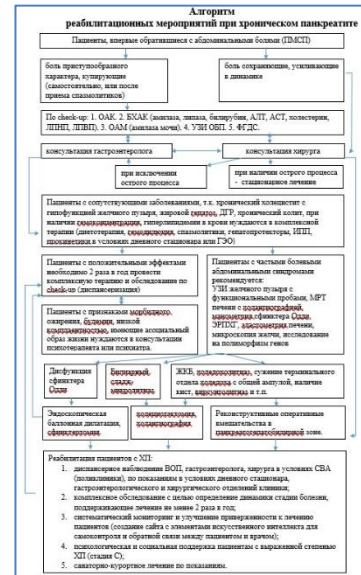 Алгоритм
реабилитационных мероприятий при хроническом панкреатите
Пациенты, впервые обратившиеся с абдоминальными болями (ПМСП)
боль приступообразного
характера, купирующие
(самостоятельно, или после
приема спазмолитиков)
боль сохраняющие, усиливающие
в динамике
По check-up: 1. ОАК. 2. БХАК (амилаза, липаза, билирубин, АЛТ, АСТ, холестерин,
ЛПНП, ЛПВП). 3. ОАМ (амилаза мочи). 4. УЗИ ОБП. 5. ФГДС.
консультация гастроэнтеролога
консультация хирурга
при исключении
острого процесса
при наличии острого процесса
- стационарное лечение
Пациенты с сопутствующими заболеваниями, т.к. хронический холецистит с
гипофункцией желчного пузыря, жировой гепатоз, ДГР, хронический колит, при
наличии гемоконцентрации, гиперлипидемии в крови нуждаются в комплексной
терапии (диетотерапия, гемодилюция, спазмолитики, гепатопротекторы, ИПП,
прокинетики в условиях дневного стационара или ГЭО)
Пациенты с положительными эффектами
необходимо 2 раза в год провести
комплексную терапию и обследование по
check-up (диспансеризация)
Пациентам с частыми болевыми
абдоминальными синдромами
рекомендуется:
УЗИ желчного пузыря с
функциональными пробами, МРТ
печени с холангиографией,
манометрия сфинктера Одди,
ЭРПХГ, эластометрия печени,
микроскопия желчи, исследование
на полиморфизм генов
Пациенты с признаками морбидного
ожирения, булемии, низкой
комплаентностью, имеющие асоциальный
образ жизни нуждаются в консультации
психотерапевта или психиатра.
Дисфункция
сфинктера
Одди
Билиарный
сладж,
микролитиаз
ЖКБ, холедохолитиаз, сужение терминального
отдела холедоха с общей ампулой, наличие
кист, вирсунголитиаз и т.п.
Эндоскопическая
баллонная дилатация,
сфинктеротомия.
холецистэктомия,
холангиография
Реконструктивные оперативные
вмешательства в
панкреатогепатобилиарной зоне.
Реабилитация пациентов с ХП:
1. диспансерное наблюдение ВОП, гастроэнтеролога, хирурга в условиях СВА
(поликлиники), по показаниям в условиях дневного стационара,
гастроэнтерологического и хирургического отделений клиник;
2. комплексное обследование с целью определение динамики стадии болезни,
поддерживающее лечение не менее 2 раза в год;
3. систематический мониторинг и улучшение приверженности к лечению
пациентов (создание сайта с элементами искусственного интеллекта для
самоконтроля и обратной связи между пациентом и врачом);
4. психологическая и социальная поддержка пациентам с выраженной степенью
ХП (стадия С);
5. санаторно-курортное лечение по показаниям.